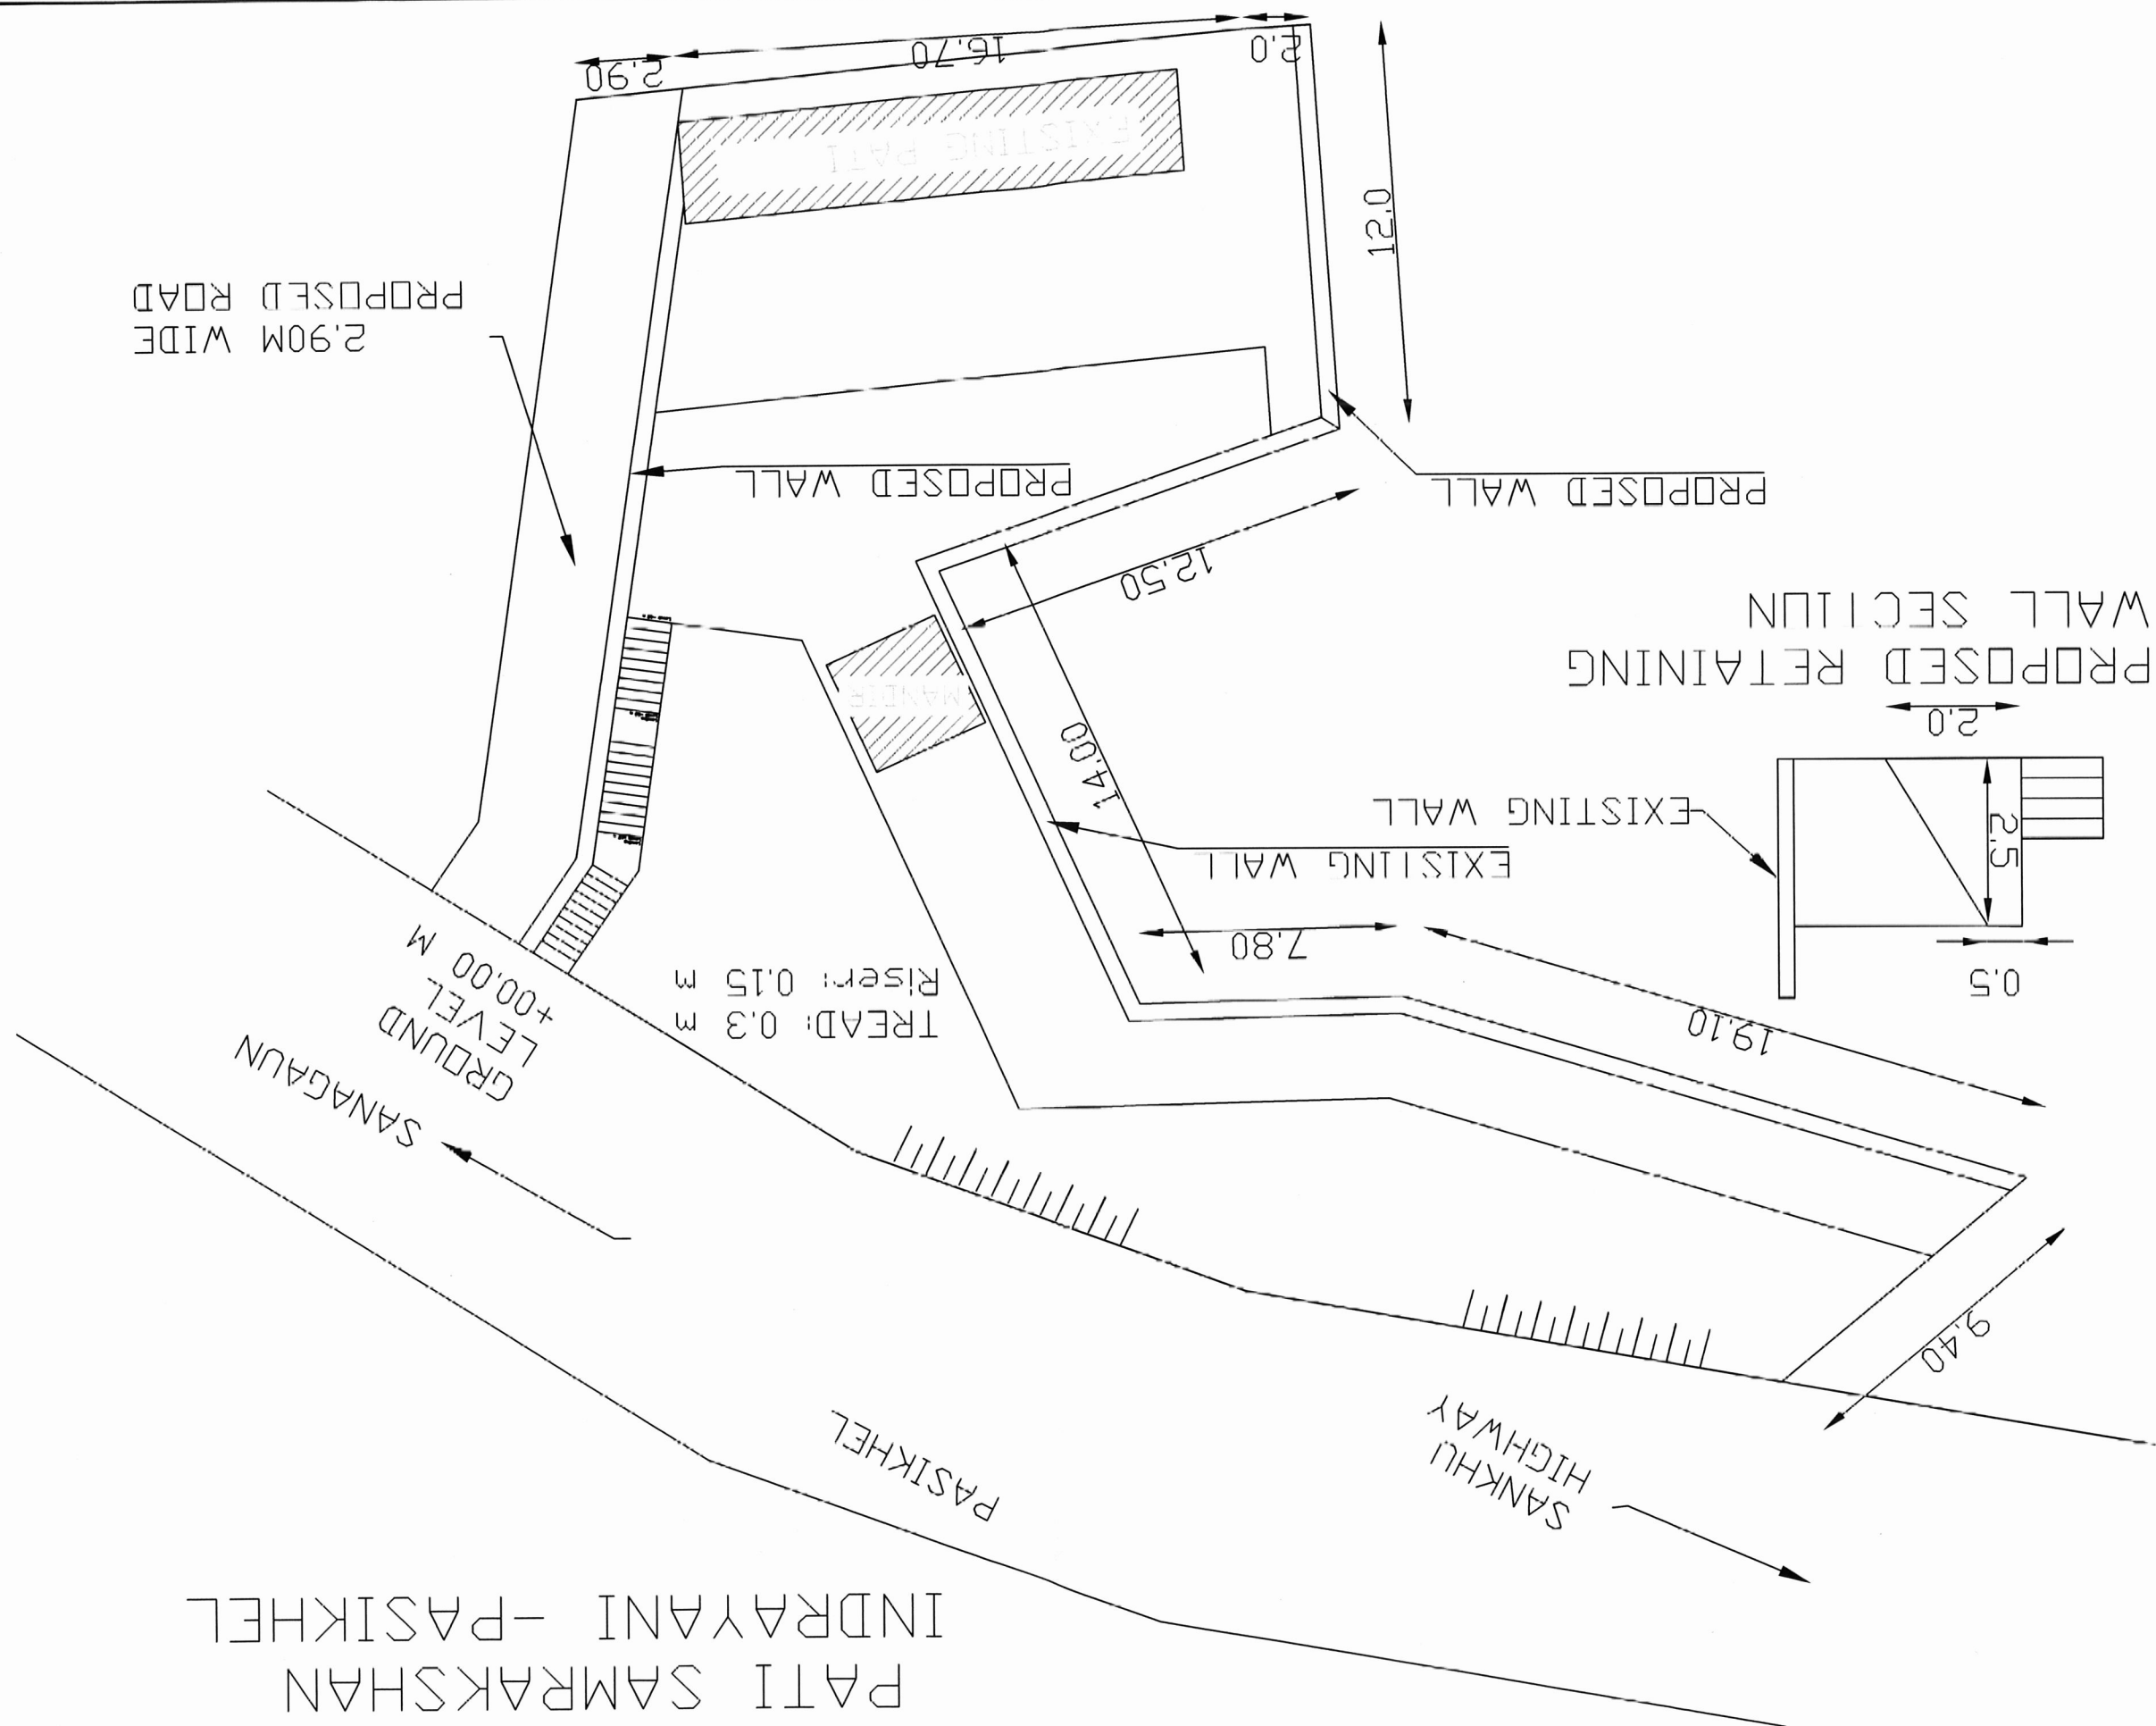 PATI SAMRAKSHAN
INDRAYANI -PASIKHEL
SANKHU
HIGHWAY
PASIKHEL
9.40
SANAGAUN
GROUND
LEVEL
+00.00 M
TREAD: 0.3 m
Riser: 0.15 m
19.10
7.80
0.5
2.5
EXISTING WALL
EXISTING WALL
2.0
PROPOSED RETAINING
WALL SECTION
14.00
MANDIR
12.50
PROPOSED WALL
PROPOSED WALL
2.90M WIDE
PROPOSED ROAD
12.0
EXISTING PATI
2.0
16.70
2.90